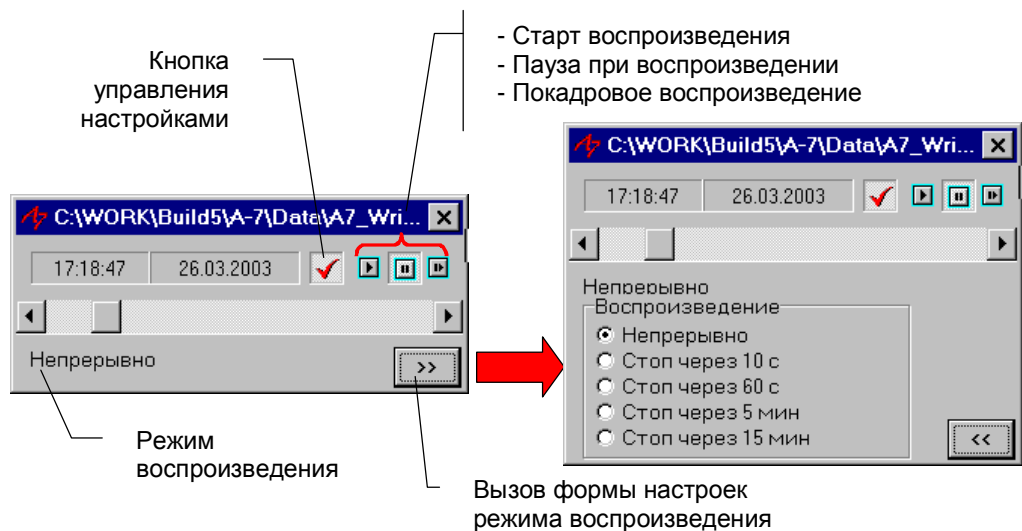 Кнопка
управления
настройками
- Старт воспроизведения
- Пауза при воспроизведении
- Покадровое воспроизведение
C:\WORK\Build5\A-7\Data\A7_Wri...
17:18:47 26.03.2003
Непрерывно
>>
Режим
воспроизведения
C:\WORK\Build5\A-7\Data\A7_Wri...
17:18:47 26.03.2003
Непрерывно
Воспроизведение
Непрерывно
Стоп через 10 с
Стоп через 60 с
Стоп через 5 мин
Стоп через 15 мин
<<
Вызов формы настроек
режима воспроизведения